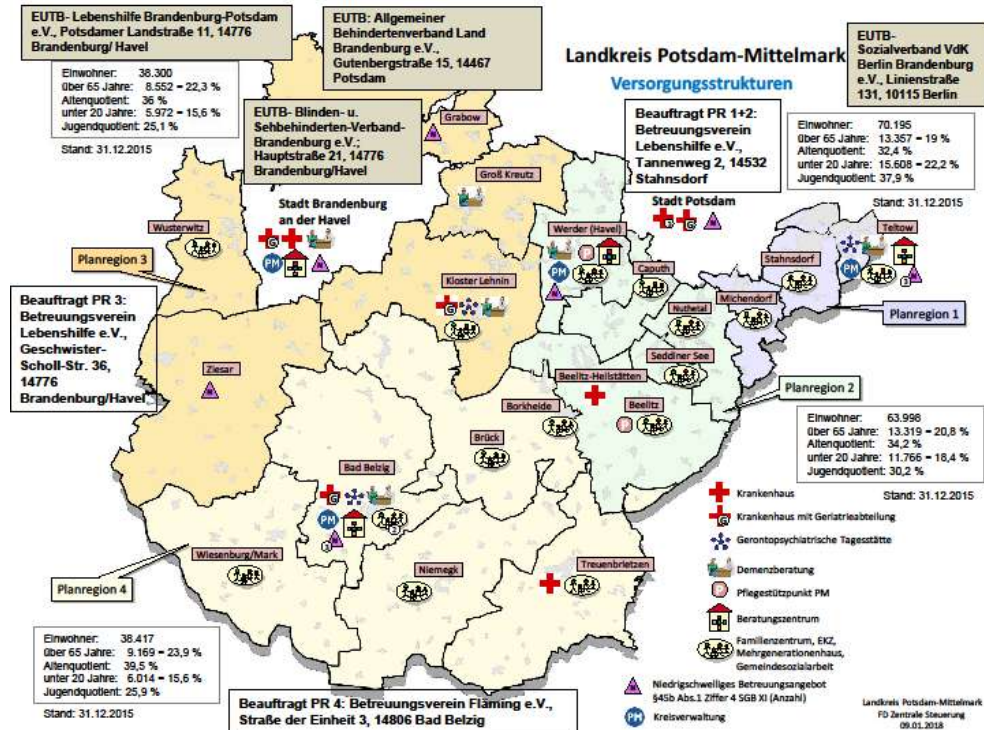 EUTB- Lebenshilfe Brandenburg-Potsdam
e.V., Potsdamer Landstraße 11, 14776
Brandenburg/ Havel
EUTB: Allgemeiner
Behindertenverband Land
Brandenburg e.V.,
Gutenbergstraße 15, 14467
Potsdam
Landkreis Potsdam-Mittelmark
Versorgungsstrukturen
EUTB-
Sozialverband VdK
Berlin Brandenburg
e.V., Linienstraße
131, 10115 Berlin
Einwohner: 38.300
über 65 Jahre: 8.552 = 22,3 %
Altenquotient: 36 %
unter 20 Jahre: 5.972 = 15,6 %
Jugendquotient: 25,1 %
Stand: 31.12.2015
EUTB- Blinden- u.
Sehbehinderten-Verband-
Brandenburg e.V.;
Hauptstraße 21, 14776
Brandenburg/Havel
Grabow
Beauftragt PR 1+2:
Betreuungsverein
Lebenshilfe e.V.,
Tannenweg 2, 14532
Stahnsdorf
Einwohner: 70.195
über 65 Jahre: 13.357 = 19 %
Altenquotient: 32,4 %
unter 20 Jahre: 15.608 = 22,2 %
Jugendquotient: 37,9 %
Stand: 31.12.2015
Groß Kreutz
Stadt Brandenburg
an der Havel
Stadt Potsdam
Wusterwitz
Werder (Havel)
Teltow
Stahnsdorf
Planregion 3
Caputh
Kloster Lehnin
Michendorf
Planregion 1
Beauftragt PR 3:
Betreuungsverein
Lebenshilfe e.V.,
Geschwister-
Scholl-Str. 36,
14776
Brandenburg/Havel
Nuthetal
Seddiner See
Ziesar
Beelitz-Heilstätten
Planregion 2
Borkheide
Beelitz
Brück
Einwohner: 63.998
über 65 Jahre: 13.319 = 20,8 %
Altenquotient: 34,2 %
unter 20 Jahre: 11.766 = 18,4 %
Jugendquotient: 30,2 %
Stand: 31.12.2015
Bad Belzig
Wiesenburg/Mark
Niemegk
Treuenbrietzen
Planregion 4
Krankenhaus
G Krankenhaus mit Geriatrieabteilung
Gerontopsychiatrische Tagesstätte
Demenzberatung
P Pflegestützpunkt PM
Beratungszentrum
Familienzentrum, EKZ,
Mehrgenerationenhaus,
Gemeindesozialarbeit
Niedrigschwelliges Betreuungsangebot
§45b Abs.1 Ziffer 4 SGB XI (Anzahl)
PM Kreisverwaltung
Einwohner: 38.417
über 65 Jahre: 9.169 = 23,9 %
Altenquotient: 39,5 %
unter 20 Jahre: 6.014 = 15,6 %
Jugendquotient: 25,9 %
Stand: 31.12.2015
Beauftragt PR 4: Betreuungsverein Fläming e.V.,
Straße der Einheit 3, 14806 Bad Belzig
Landkreis Potsdam-Mittelmark
FD Zentrale Steuerung
09.01.2018